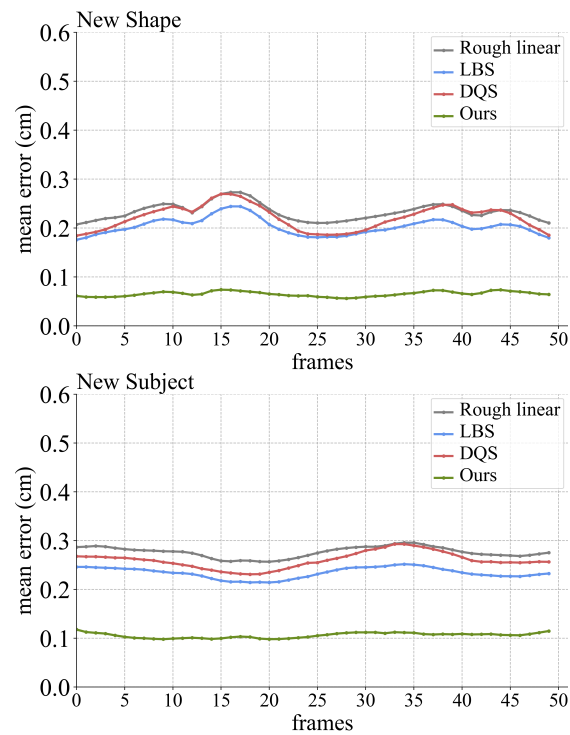 New Shape
0.6
0.5
0.4
0.3
0.2
0.1
0.0
mean error (cm)
Rough linear
LBS
DQS
Ours
0 5 10 15 20 25 30 35 40 45 50
frames
New Subject
0.6
0.5
0.4
0.3
0.2
0.1
0.0
mean error (cm)
Rough linear
LBS
DQS
Ours
0 5 10 15 20 25 30 35 40 45 50
frames